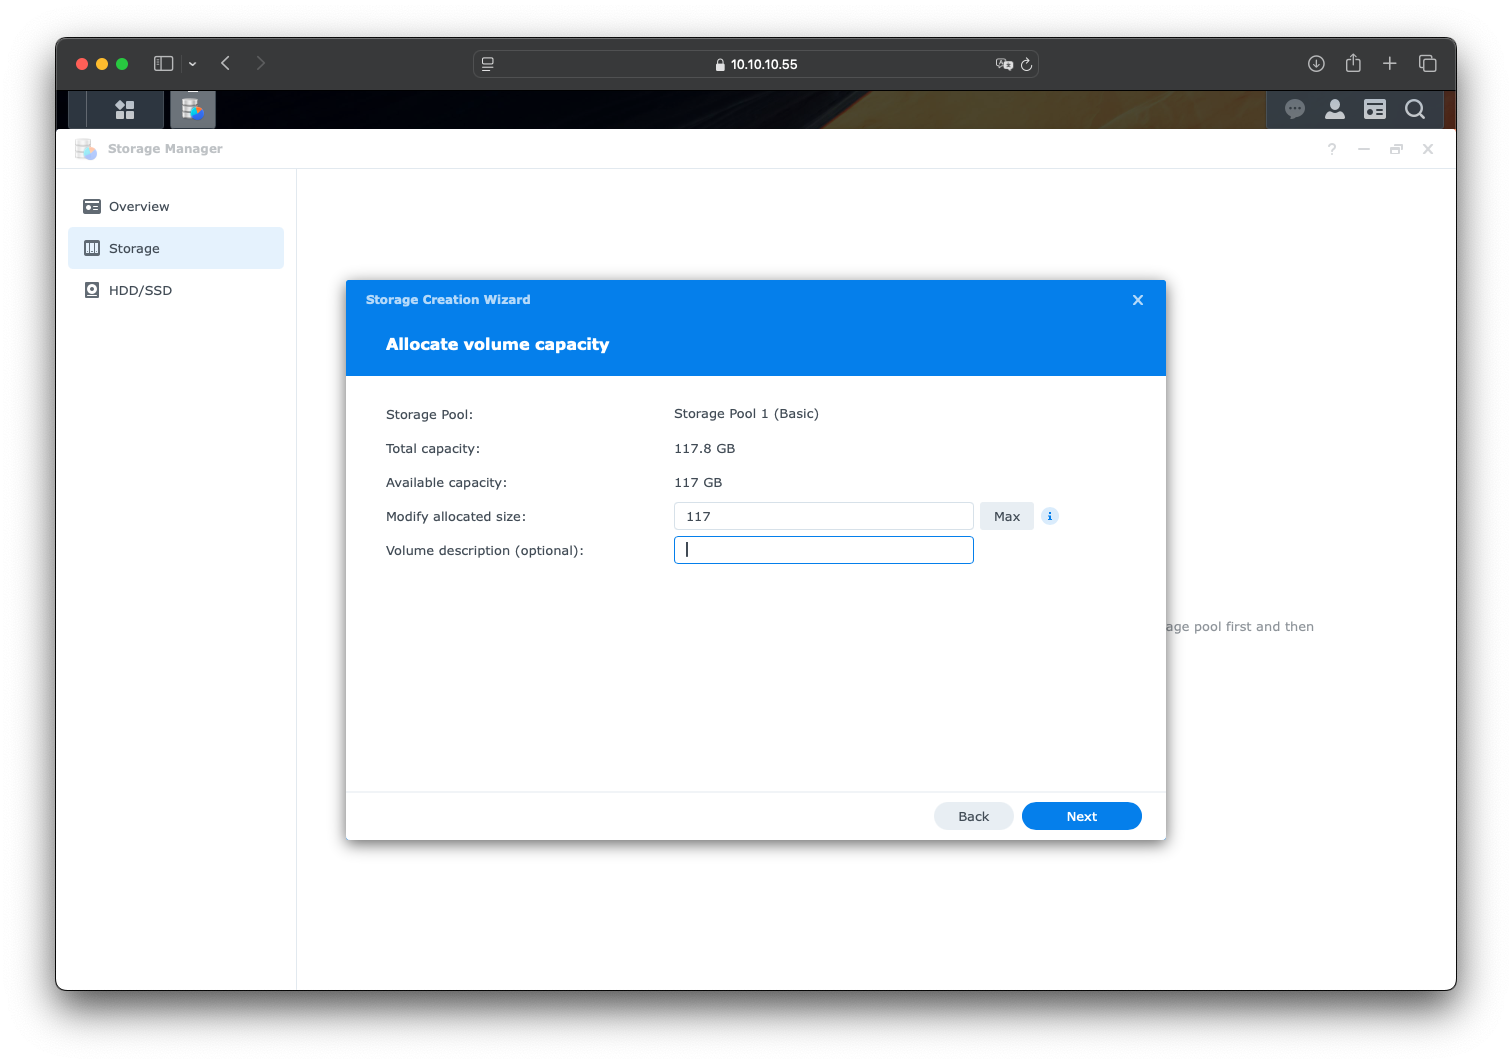 10.10.10.55
Storage Manager
?
Overview
Storage
HDD/SSD
Storage Creation Wizard
Allocate volume capacity
Storage Pool: Storage Pool 1 (Basic)
Total capacity: 117.8 GB
Available capacity: 117 GB
Modify allocated size: 117 Max i
Volume description (optional):
age pool first and then
Back Next